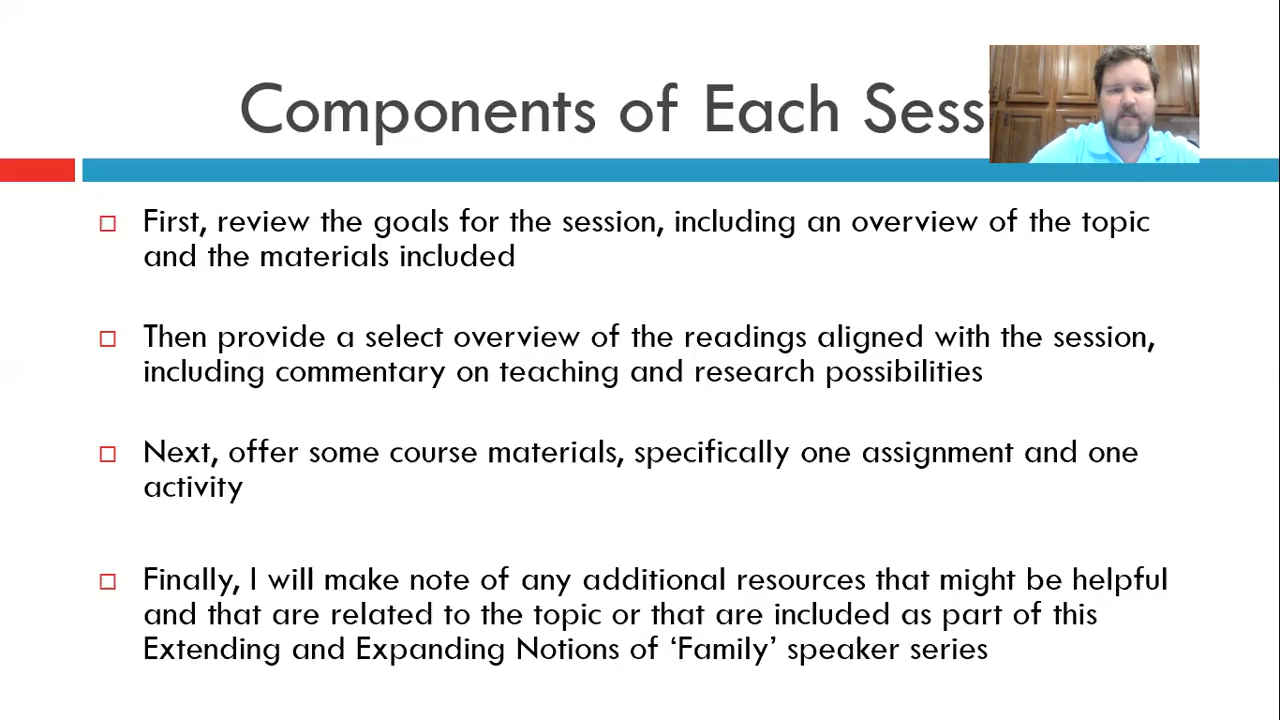 Components of Each Sess
First, review the goals for the session, including an overview of the topic
and the materials included
Then provide a select overview of the readings aligned with the session,
including commentary on teaching and research possibilities
Next, offer some course materials, specifically one assignment and one
activity
Finally, I will make note of any additional resources that might be helpful
and that are related to the topic or that are included as part of this
Extending and Expanding Notions of ‘Family’ speaker series